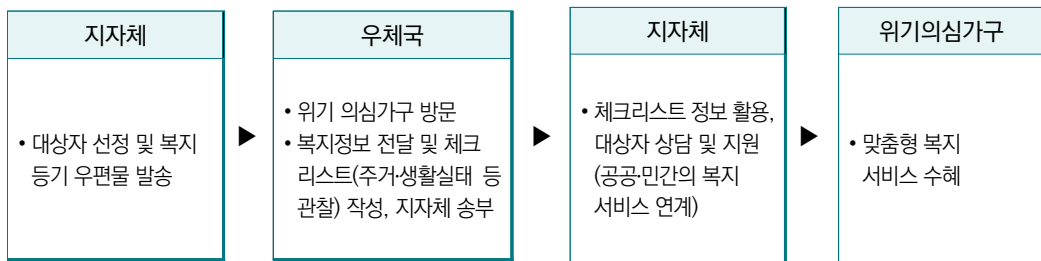 지자체
• 대상자 선정 및 복지
등기 우편물 발송
▶
우체국
• 위기 의심가구 방문
• 복지정보 전달 및 체크
리스트(주거·생활실태 등
관찰) 작성, 지자체 송부
▶
지자체
• 체크리스트 정보 활용,
대상자 상담 및 지원
(공공·민간의 복지
서비스 연계)
▶
위기의심가구
• 맞춤형 복지
서비스 수혜